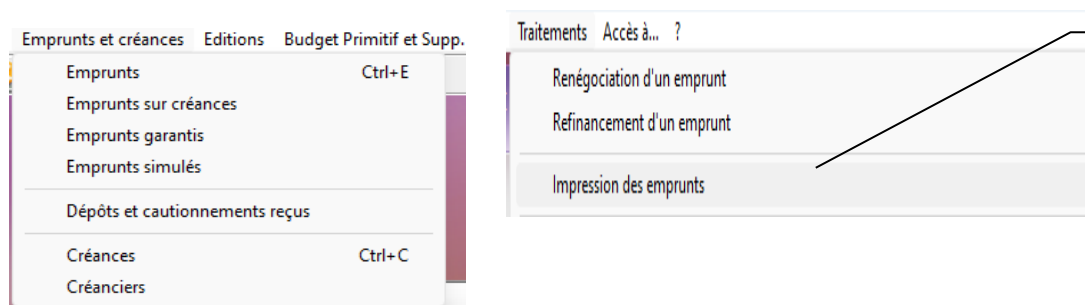 Emprunts et créances Editions Budget Primitif et Supp.
Emprunts Ctrl+E
Emprunts sur créances
Emprunts garantis
Emprunts simulés
Dépôts et cautionnements reçus
Créances Ctrl+C
Créanciers
Traitements Accès à... ?
Renégociation d'un emprunt
Refinancement d'un emprunt
Impression des emprunts